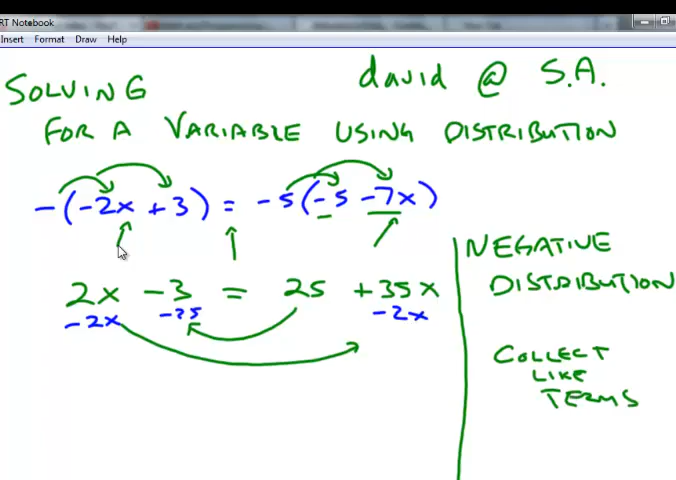 RT Notebook
Insert Format Draw Help
SOLVING david @ S.A.
FOR A VARIABLE USING DISTRIBUTION
-(-2x +3) = -5(-5 -7x)
2x -3 = 25 +35x
-2x -25 -2x
NEGATIVE
DISTRIBUTION
COLLECT
LIKE
TERMS